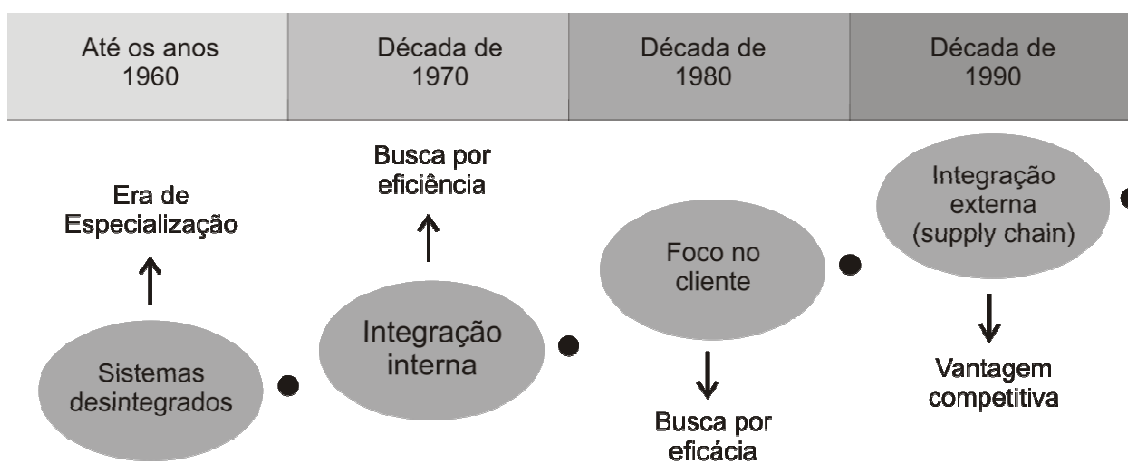 Até os anos
1960
Década de
1970
Década de
1980
Década de
1990
Era de
Especialização
Sistemas
desintegrados
Busca por
eficiência
Integração
interna
Foco no
cliente
Busca por
eficácia
Integração
externa
(supply chain)
Vantagem
competitiva